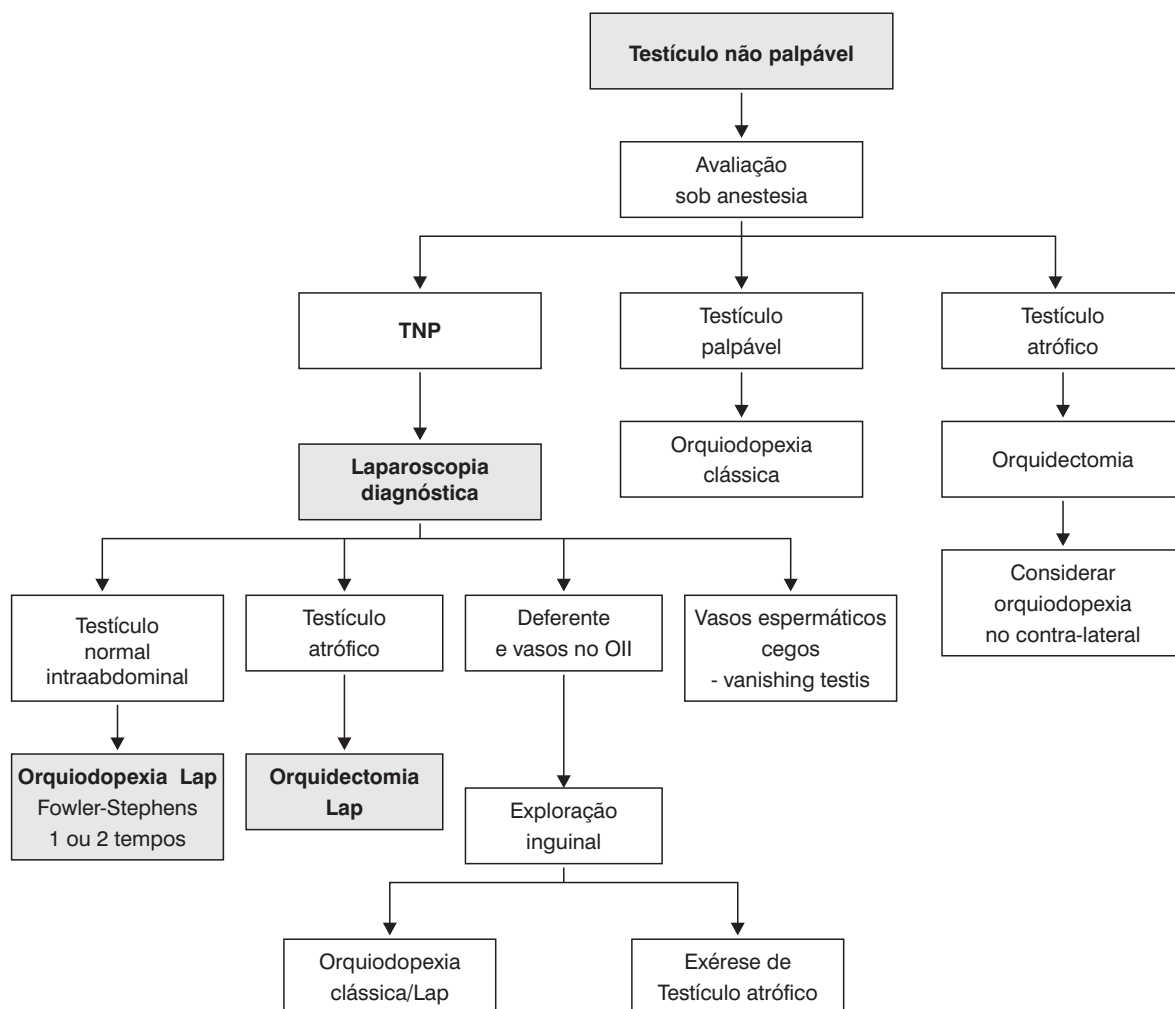 Testículo não palpável
Avaliação
sob anestesia
TNP
Testículo
palpável
Testículo
atrófico
Orquiodopexia
clássica
Orquidectomia
Laparoscopia
diagnóstica
Considerar
orquiodopexia
no contra-lateral
Testículo
normal
intraabdominal
Testículo
atrófico
Deferente
e vasos no OII
Vasos espermáticos
cegos
- vanishing testis
Orquiodopexia Lap
Fowler-Stephens
1 ou 2 tempos
Orquidectomia
Lap
Exploração
inguinal
Orquiodopexia
clássica/Lap
Exérese de
Testículo atrófico